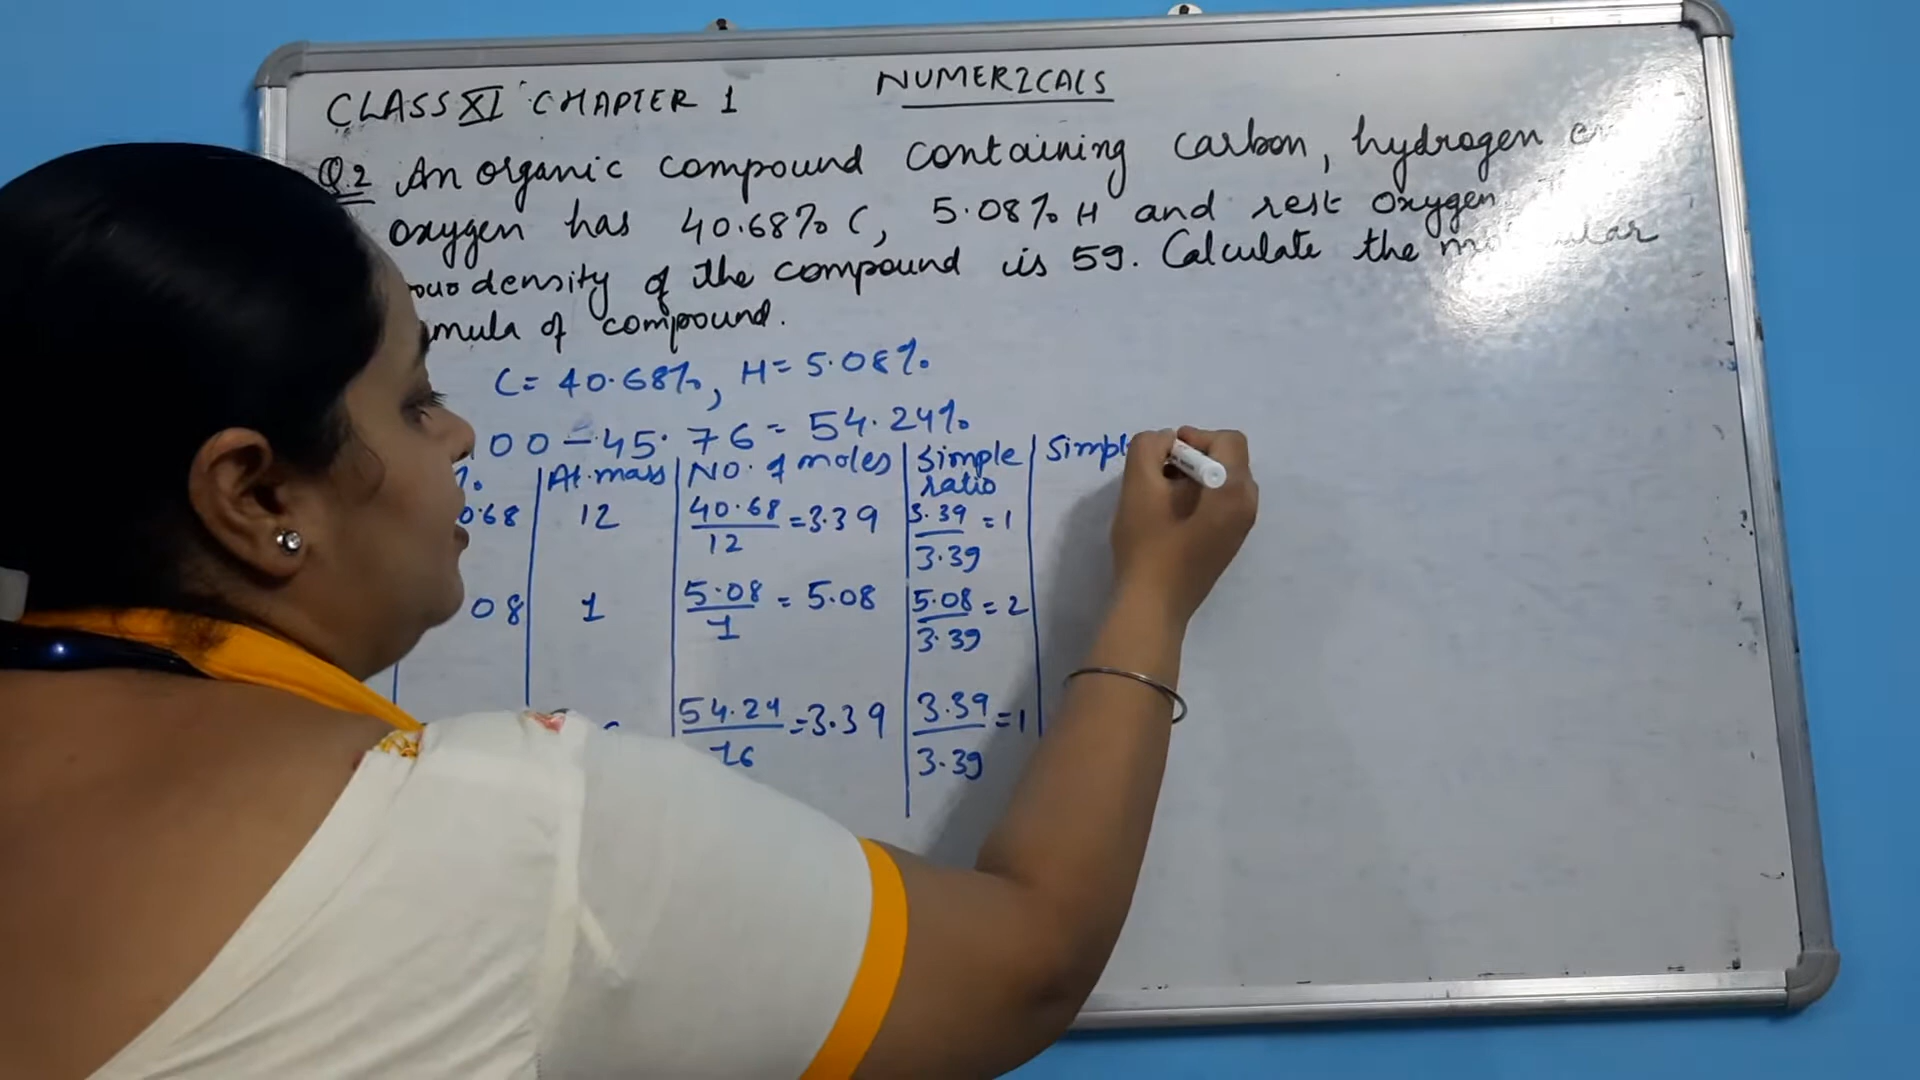 CLASS XI CHAPTER 1
NUMERICALS
Q.2 An organic compound containing carbon, hydrogen
oxygen has 40.68% C, 5.08% H and rest oxygen
density of the compound is 59. Calculate the
of compound.
C = 40.68%, H = 5.08%
00 - 45.76 = 54.24%
%. | At. mass | No. of moles | Simple ratio | Simpl
0.68 | 12 | 40.68/12 = 3.39 | 3.39/3.39 = 1
08 | 1 | 5.08/1 = 5.08 | 5.08/3.39 = 2
54.24/16 = 3.39 | 3.39/3.39 = 1